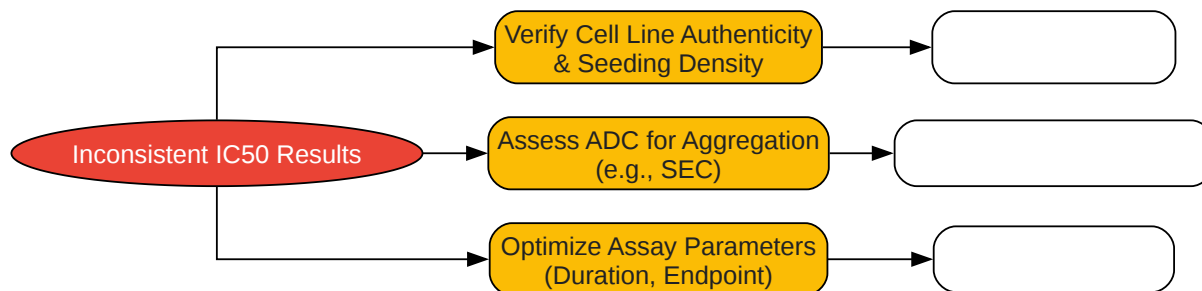 Verify Cell Line Authenticity
& Seeding Density
Inconsistent IC50 Results
Assess ADC for Aggregation
(e.g., SEC)
Optimize Assay Parameters
(Duration, Endpoint)